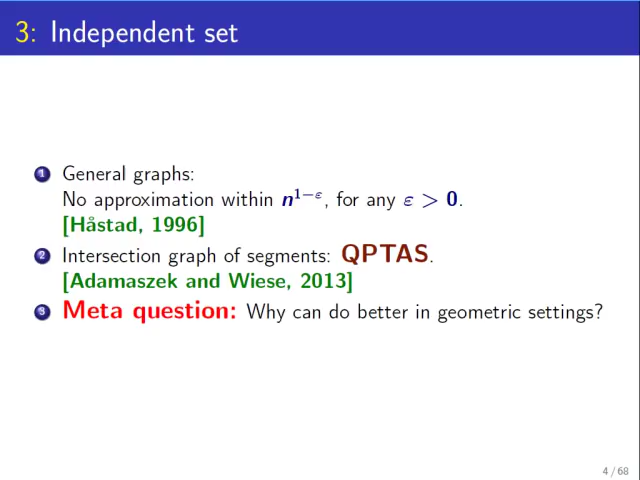 3: Independent set
1 General graphs:
No approximation within n^{1−ε}, for any ε > 0.
[Håstad, 1996]
2 Intersection graph of segments: QPTAS.
[Adamaszek and Wiese, 2013]
3 Meta question: Why can do better in geometric settings?
4 / 68